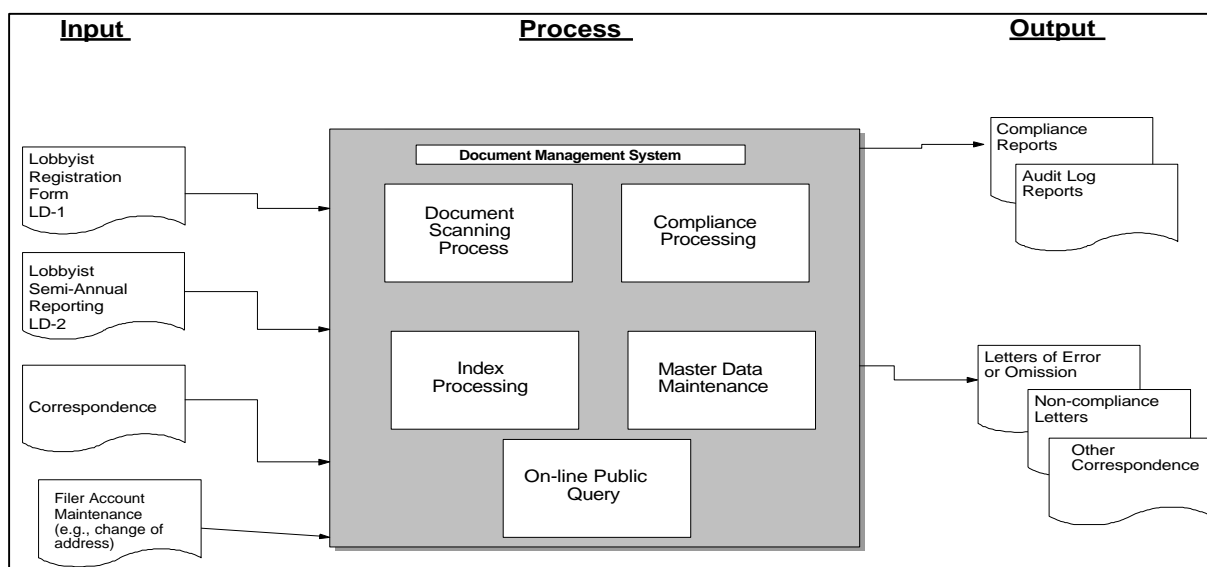 Input
Process
Output
Lobbyist
Registration
Form
LD-1
Lobbyist
Semi-Annual
Reporting
LD-2
Correspondence
Filer Account
Maintenance
(e.g., change of
address)
Document Management System
Document
Scanning
Process
Compliance
Processing
Index
Processing
Master Data
Maintenance
On-line Public
Query
Compliance
Reports
Audit Log
Reports
Letters of Error
or Omission
Non-compliance
Letters
Other
Correspondence